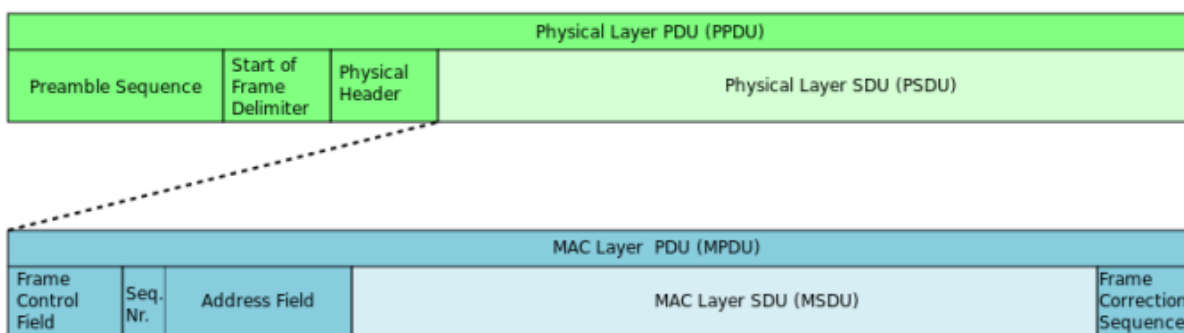 Physical Layer PDU (PPDU)
Preamble Sequence
Start of
Frame
Delimiter
Physical
Header
Physical Layer SDU (PSDU)
MAC Layer PDU (MPDU)
Frame
Control
Field
Seq.
Nr.
Address Field
MAC Layer SDU (MSDU)
Frame
Correction
Sequence